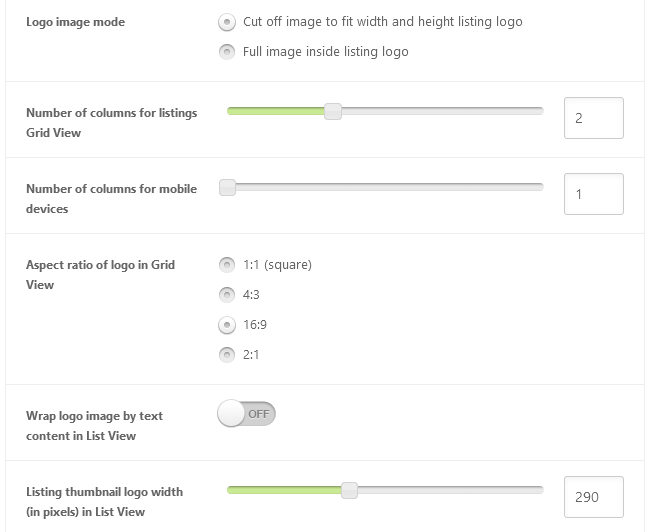 Logo image mode
Cut off image to fit width and height listing logo
Full image inside listing logo
Number of columns for listings
Grid View
2
Number of columns for mobile
devices
1
Aspect ratio of logo in Grid
View
1:1 (square)
4:3
16:9
2:1
Wrap logo image by text
content in List View
OFF
Listing thumbnail logo width
(in pixels) in List View
290